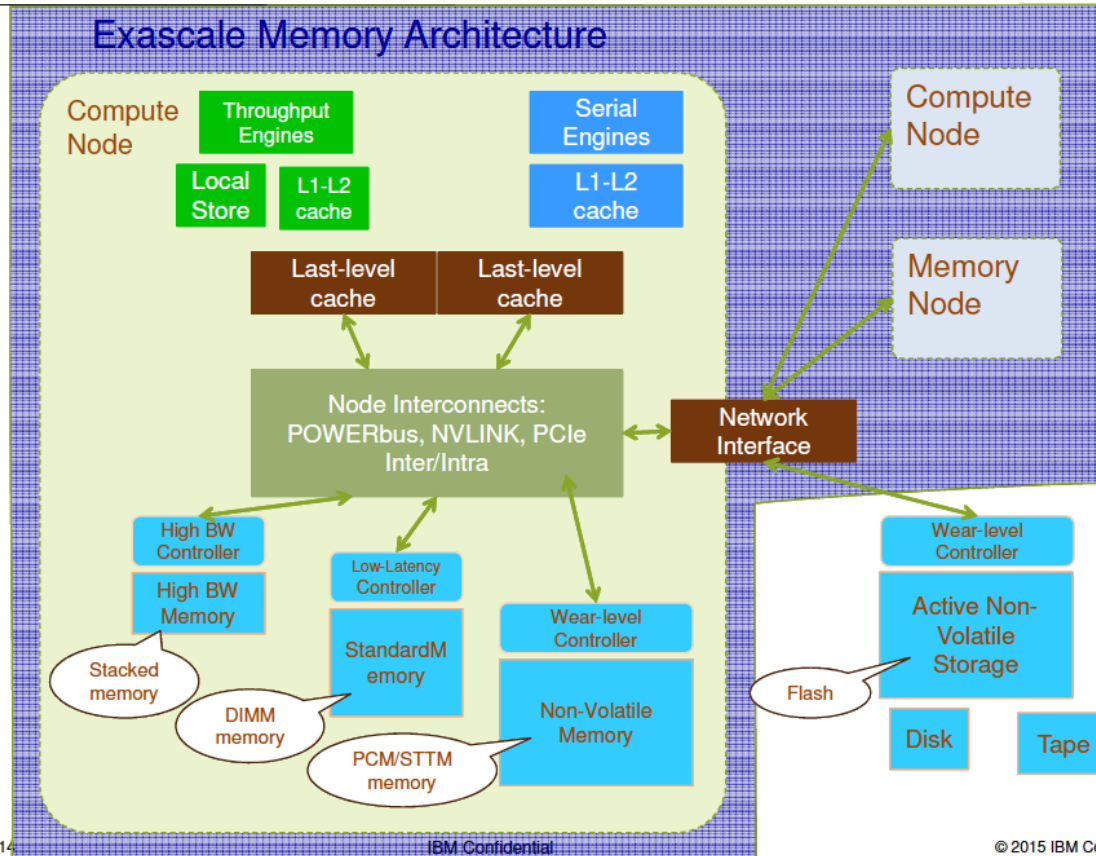 Exascale Memory Architecture
Compute
Node
Throughput
Engines
Serial
Engines
Local
Store
L1-L2
cache
L1-L2
cache
Last-level
cache
Last-level
cache
Node Interconnects:
POWERbus, NVLINK, PCIe
Inter/Intra
Network
Interface
Compute
Node
Memory
Node
High BW
Controller
High BW
Memory
Stacked
memory
Low-Latency
Controller
StandardM
emory
DIMM
memory
Wear-level
Controller
Non-Volatile
Memory
PCM/STTM
memory
Wear-level
Controller
Active Non-
Volatile
Storage
Flash
Disk
Tape
14
IBM Confidential
© 2015 IBM Co